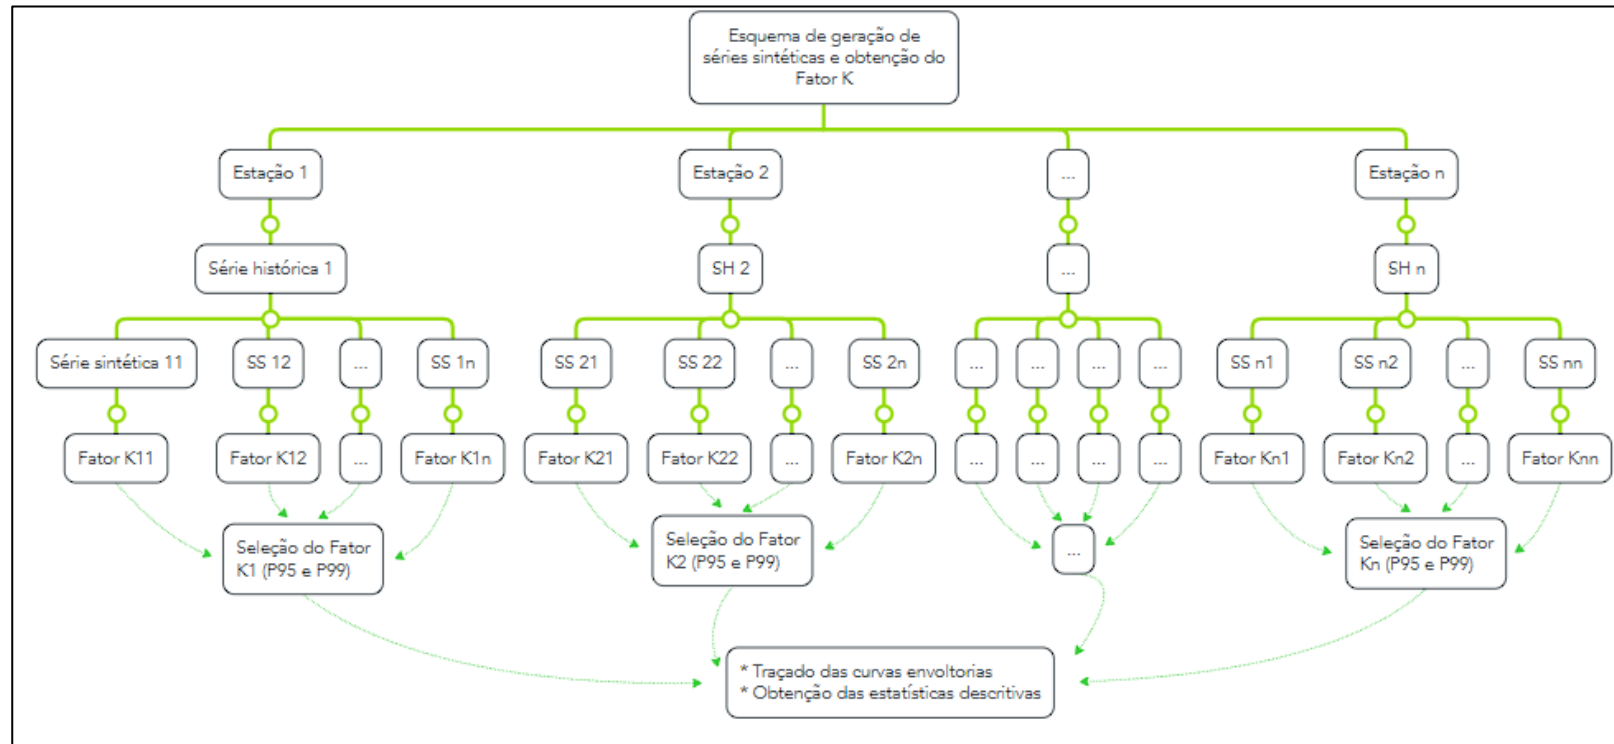 Esquema de geração de
séries sintéticas e obtenção do
Fator K
Estação 1
Estação 2
...
Estação n
Série histórica 1
SH 2
...
SH n
Série sintética 11
SS 12
...
SS 1n
SS 21
SS 22
...
SS 2n
...
...
...
...
SS n1
SS n2
...
SS nn
Fator K11
Fator K12
...
Fator K1n
Fator K21
Fator K22
...
Fator K2n
...
...
...
...
Fator Kn1
Fator Kn2
...
Fator Knn
Seleção do Fator
K1 (P95 e P99)
Seleção do Fator
K2 (P95 e P99)
...
Seleção do Fator
Kn (P95 e P99)
* Traçado das curvas envoltorias
* Obtenção das estatísticas descritivas